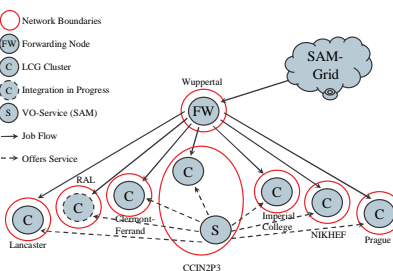 Network Boundaries
FW Forwarding Node
C LCG Cluster
C Integration in Progress
S VO-Service (SAM)
Job Flow
Offers Service
SAM-
Grid
Wuppertal
FW
RAL
C
C
C
C
C
C
C
S
Lancaster
Clermont-
Ferrand
Imperial
College
NIKHEF
Prague
CCIN2P3